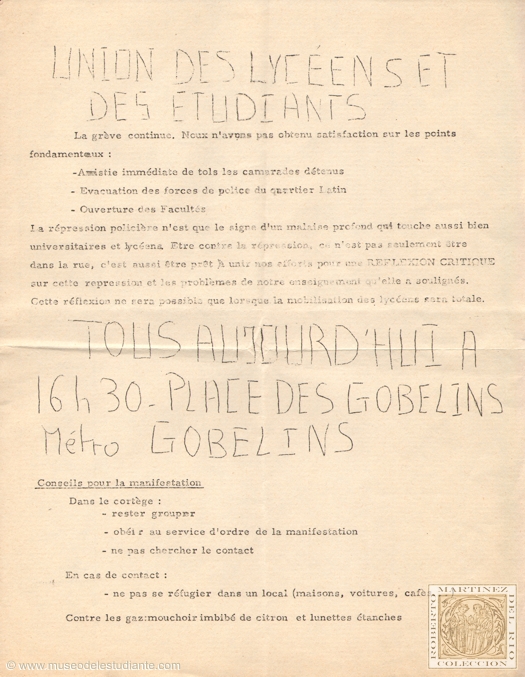 UNION DES LYCÉENS ET
DES ETUDIANTS
La grève continue. Noux n'avons pas obtenu satisfaction sur les points
fondamentaux :
-Amnistie immédiate de tols les camerades détenus
- Evacuation des forces de police du quartier Latin
- Ouverture des Facultés
La répression policière n'est que le signe d'un malaise profond qui touche aussi bien
universitaires et lycéens. Etre contre la répression, ce n'est pas seulement être
dans la rue, c'est aussi être prêt à unir nos efforts pour une REFLEXION CRITIQUE
sur cette repression et les problèmes de notre enseignement qu'elle a soulignés.
Cette réflexion ne sera possible que lorsque la mobilisation des lycéens sera totale.
TOUS AUJOURD'HUI A
16h30 - PLACE DES GOBELINS
Métro GOBELINS
Conseils pour la manifestation
Dans le cortège :
- rester grouper
- obéir au service d'ordre de la manifestation
- ne pas chercher le contact
En cas de contact :
- ne pas se réfugier dans un local (maisons, voitures, cafés
Contre les gaz:mouchoir imbibé de citron et lunettes étanches
ROBERTO MARTINEZ DEL RIO
COLECCION
© www.museodelestudiante.com